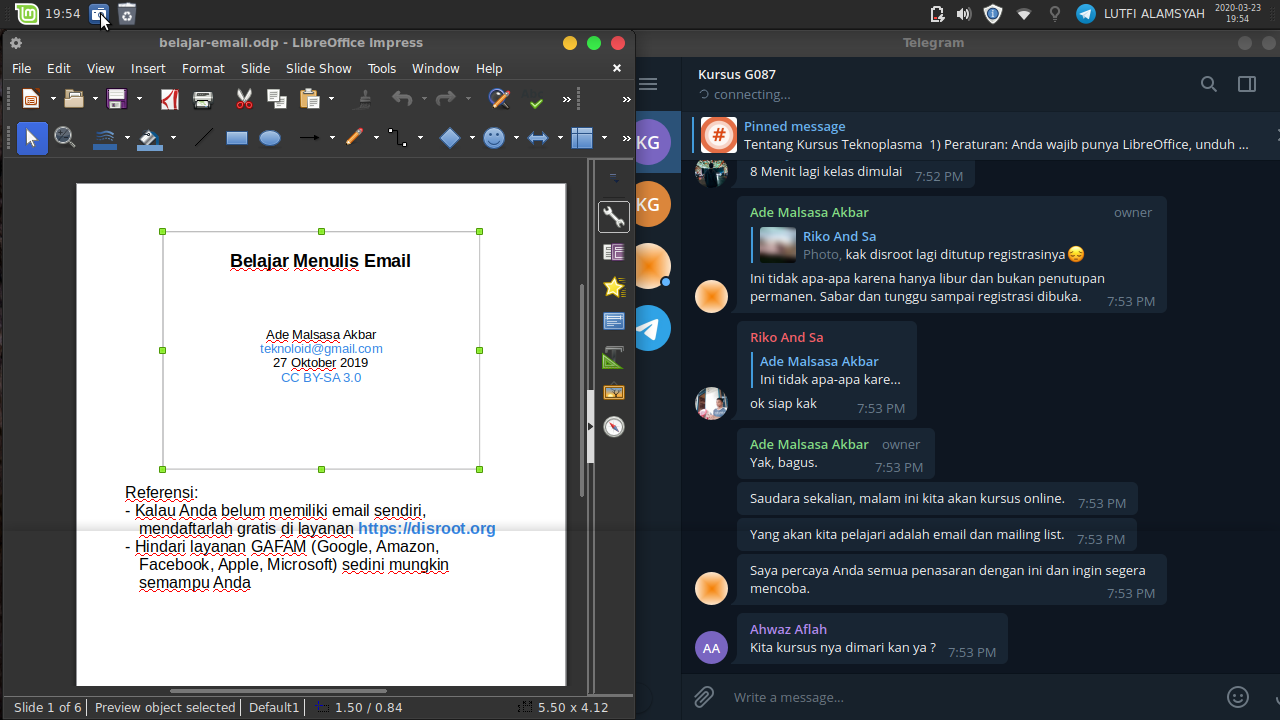 19:54
LUTFI ALAMSYAH
2020-03-23
19:54
belajar-email.odp - LibreOffice Impress
File Edit View Insert Format Slide Slide Show Tools Window Help
Belajar Menulis Email
Ade Malsasa Akbar
teknoloid@gmail.com
27 Oktober 2019
CC BY-SA 3.0
Referensi:
- Kalau Anda belum memiliki email sendiri,
mendaftarlah gratis di layanan https://disroot.org
- Hindari layanan GAFAM (Google, Amazon,
Facebook, Apple, Microsoft) sedini mungkin
semampu Anda
Slide 1 of 6 Preview object selected Default1 1.50 / 0.84 5.50 x 4.12
Telegram
KG
KG
Kursus G087
connecting...
Pinned message
Tentang Kursus Teknoplasma 1) Peraturan: Anda wajib punya LibreOffice, unduh ...
8 Menit lagi kelas dimulai 7:52 PM
Ade Malsasa Akbar owner
Riko And Sa
Photo, kak disroot lagi ditutup registrasinya😔
Ini tidak apa-apa karena hanya libur dan bukan penutupan
permanen. Sabar dan tunggu sampai registrasi dibuka. 7:53 PM
Riko And Sa
Ade Malsasa Akbar
Ini tidak apa-apa kare...
ok siap kak 7:53 PM
Ade Malsasa Akbar owner
Yak, bagus. 7:53 PM
Saudara sekalian, malam ini kita akan kursus online. 7:53 PM
Yang akan kita pelajari adalah email dan mailing list. 7:53 PM
Saya percaya Anda semua penasaran dengan ini dan ingin segera
mencoba. 7:53 PM
Ahwaz Aflah
AA
Kita kursus nya dimari kan ya ? 7:53 PM
Write a message...